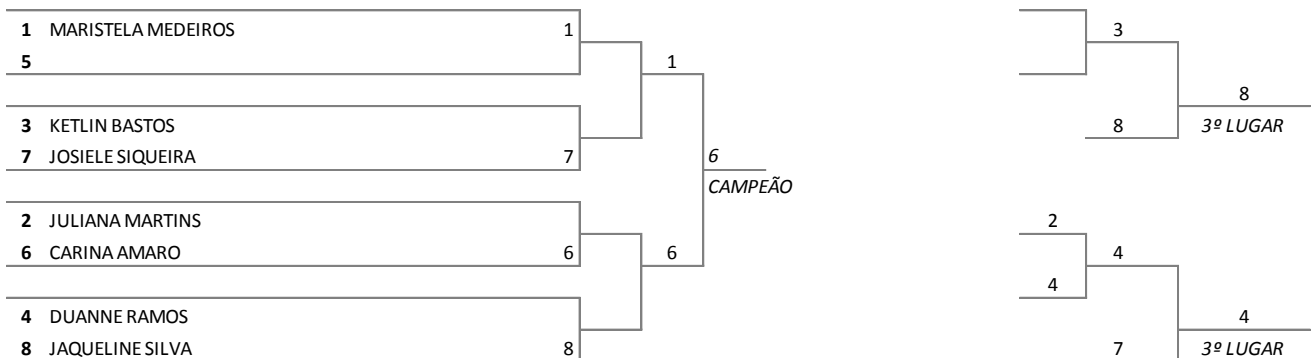 1 MARISTELA MEDEIROS 1 3
5 1
8
3 KETLIN BASTOS 8 3º LUGAR
7 JOSIELE SIQUEIRA 7 6
CAMPEÃO
2 JULIANA MARTINS 2
6 CARINA AMARO 6 6 4
4
4 DUANNE RAMOS 4
8 JAQUELINE SILVA 8 7 3º LUGAR